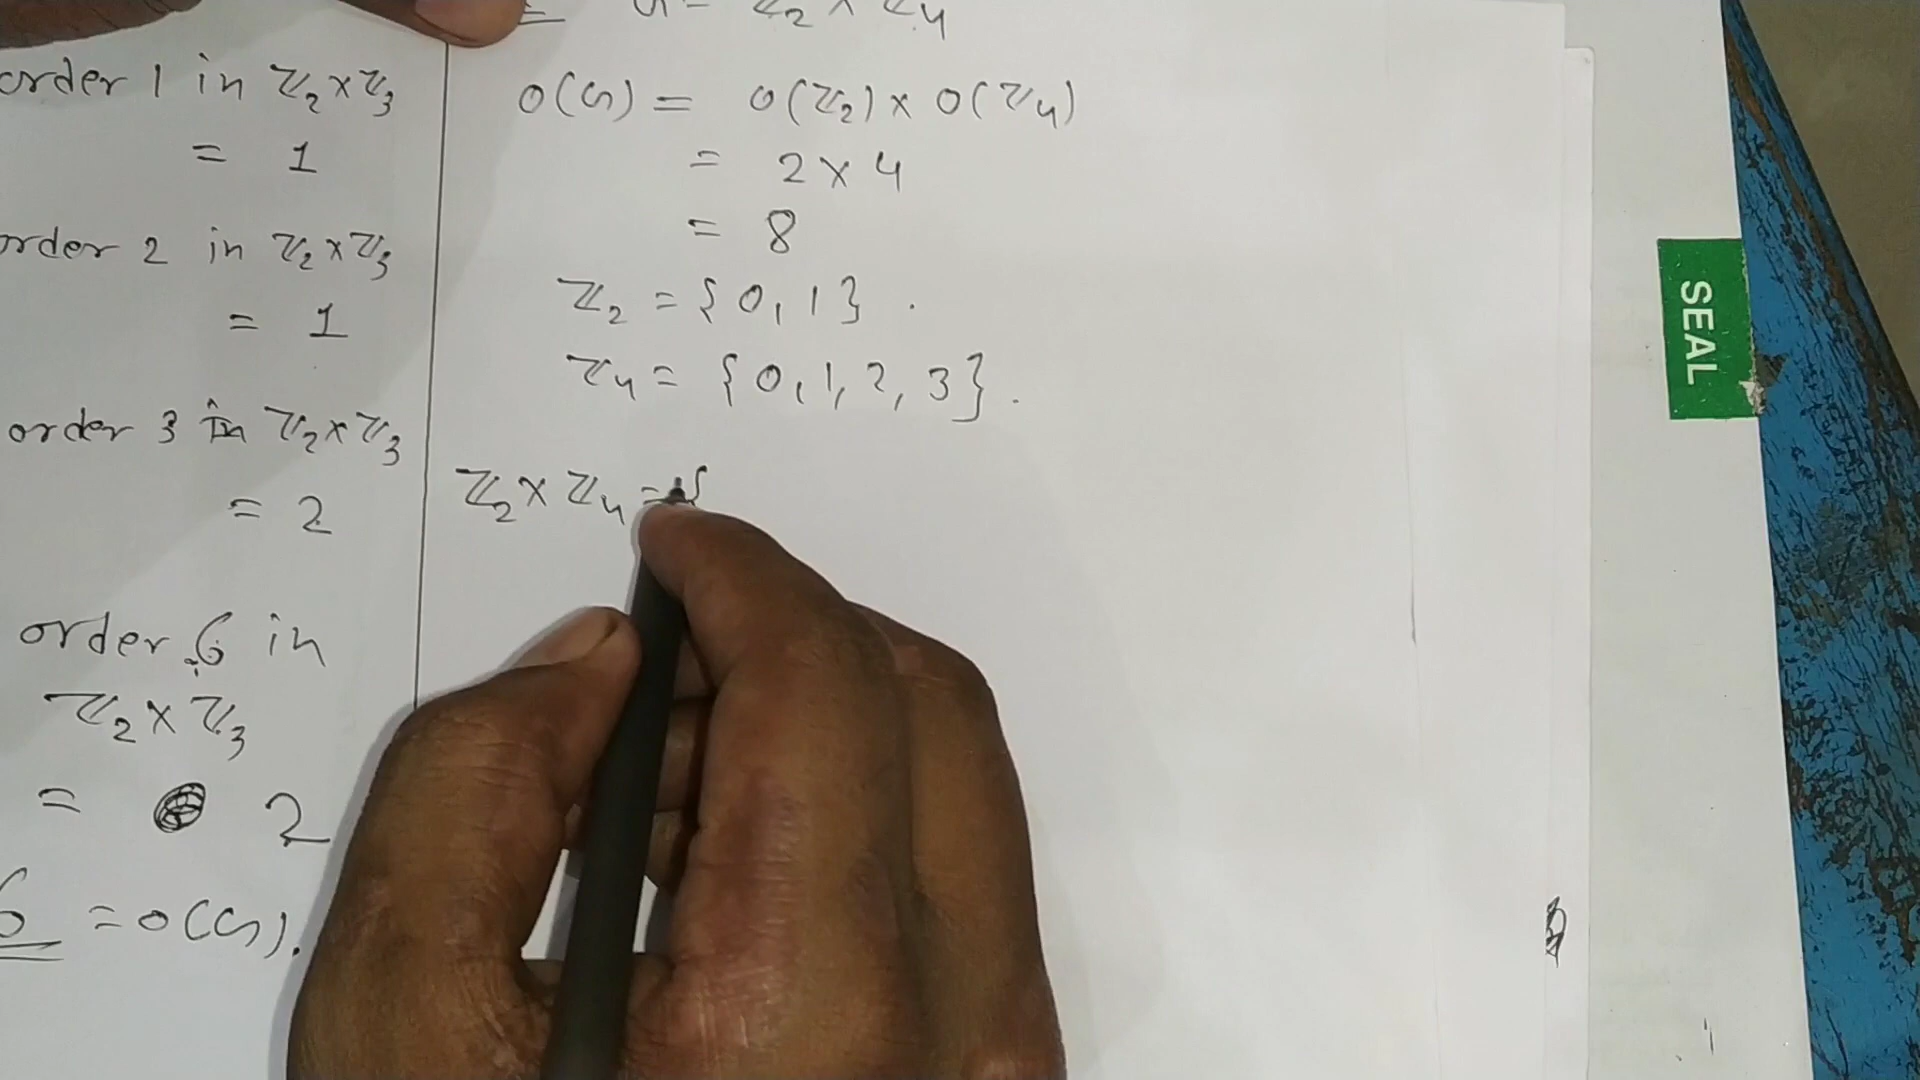 order 1 in ℤ₂×ℤ₃
= 1
order 2 in ℤ₂×ℤ₃
= 1
order 3 in ℤ₂×ℤ₃
= 2
order 6 in
ℤ₂×ℤ₃
= 2
6 = o(G).
G = ℤ₂×ℤ₄
o(G) = o(ℤ₂) × o(ℤ₄)
= 2 × 4
= 8
ℤ₂ = {0, 1}.
ℤ₄ = {0, 1, 2, 3}.
ℤ₂×ℤ₄ = {
SEAL